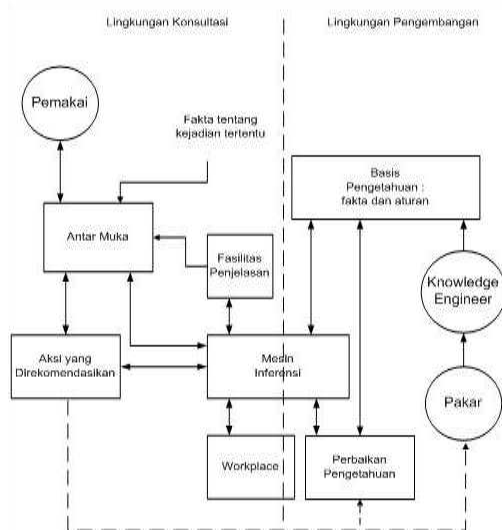 Lingkungan Konsultasi
Lingkungan Pengembangan
Pemakai
Fakta tentang
kejadian tertentu
Basis
Pengetahuan :
fakta dan aturan
Antar Muka
Fasilitas
Penjelasan
Knowledge
Engineer
Aksi yang
Direkomendasikan
Mesin
Inferensi
Pakar
Workplace
Perbaikan
Pengetahuan